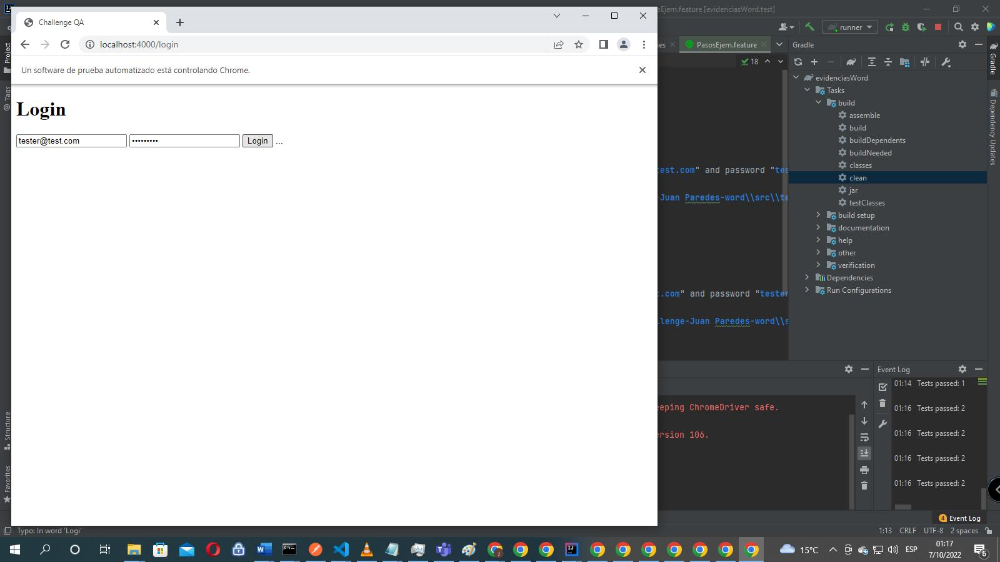 Challenge QA
localhost:4000/login
Un software de prueba automatizado está controlando Chrome.
Login
tester@test.com
•••••••••
Login
...
sEjem.feature [evidenciasWord.test]
runner
PasosEjem.feature
18
est.com" and password "tes
-Juan Paredes-word\\src\\te
t.com" and password "tester
llenge-Juan Paredes-word\\s
Gradle
evidenciasWord
Tasks
build
assemble
build
buildDependents
buildNeeded
classes
clean
jar
testClasses
build setup
documentation
help
other
verification
Dependencies
Run Configurations
Project
@ Tags
Structure
Favorites
Gradle
Dependency Updates
eeping ChromeDriver safe.
ersion 106.
Event Log
01:14 Tests passed: 1
01:16 Tests passed: 2
01:16 Tests passed: 2
01:16 Tests passed: 2
01:16 Tests passed: 2
4 Event Log
Typo: In word 'Logi'
1:13 CRLF UTF-8 2 spaces
15°C
ESP
01:17
7/10/2022
6